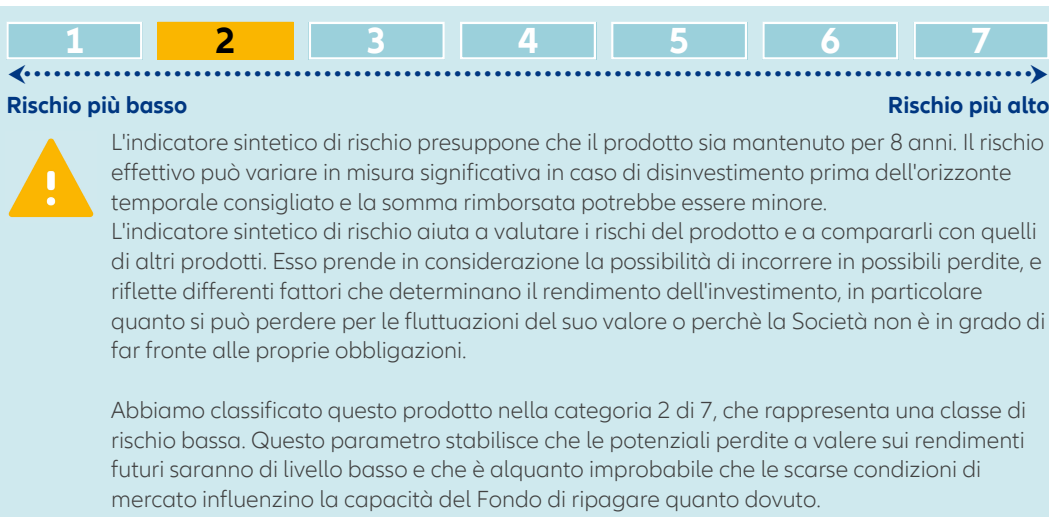 1 2 3 4 5 6 7
Rischio più basso Rischio più alto
L'indicatore sintetico di rischio presuppone che il prodotto sia mantenuto per 8 anni. Il rischio
effettivo può variare in misura significativa in caso di disinvestimento prima dell'orizzonte
temporale consigliato e la somma rimborsata potrebbe essere minore.
L'indicatore sintetico di rischio aiuta a valutare i rischi del prodotto e a compararli con quelli
di altri prodotti. Esso prende in considerazione la possibilità di incorrere in possibili perdite, e
riflette differenti fattori che determinano il rendimento dell'investimento, in particolare
quanto si può perdere per le fluttuazioni del suo valore o perchè la Società non è in grado di
far fronte alle proprie obbligazioni.
Abbiamo classificato questo prodotto nella categoria 2 di 7, che rappresenta una classe di
rischio bassa. Questo parametro stabilisce che le potenziali perdite a valere sui rendimenti
futuri saranno di livello basso e che è alquanto improbabile che le scarse condizioni di
mercato influenzino la capacità del Fondo di ripagare quanto dovuto.